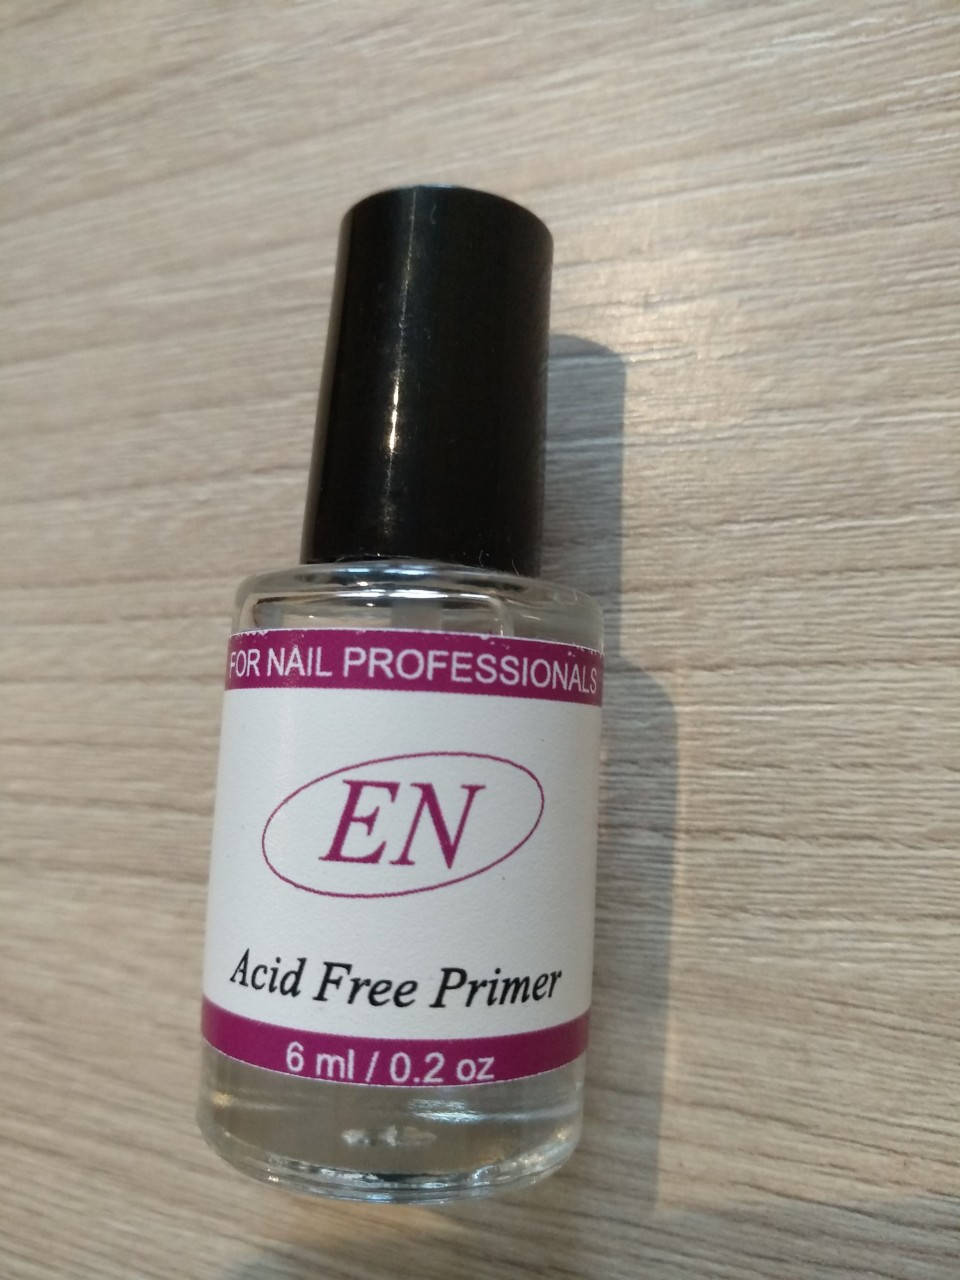 FOR NAIL PROFESSIONALS
EN
Acid Free Primer
6 ml / 0.2 oz